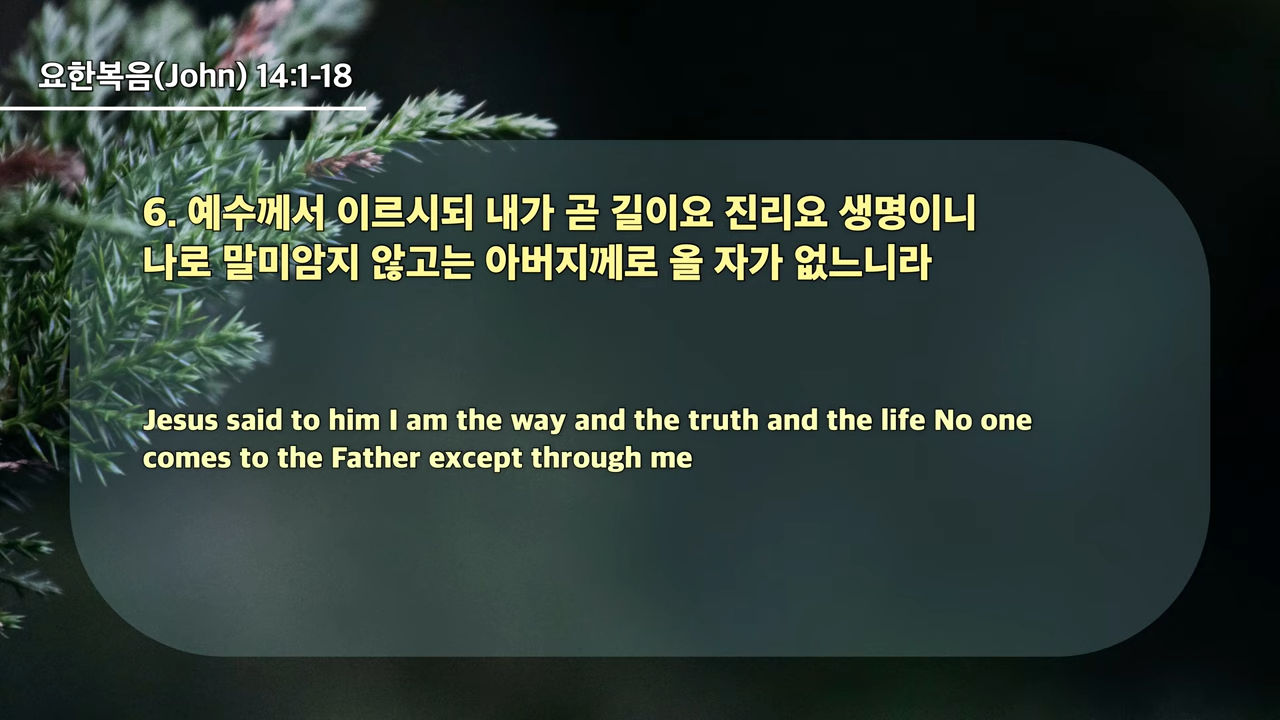 요한복음(John) 14:1-18
6. 예수께서 이르시되 내가 곧 길이요 진리요 생명이니
나로 말미암지 않고는 아버지께로 올 자가 없느니라
Jesus said to him I am the way and the truth and the life No one
comes to the Father except through me